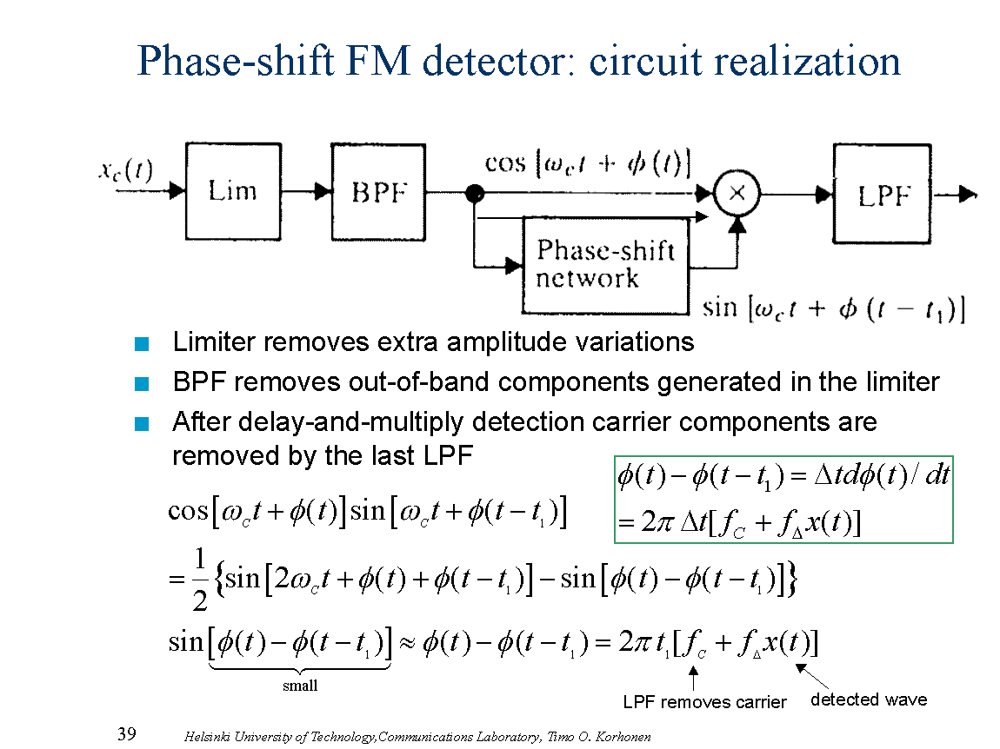 Phase-shift FM detector: circuit realization
x_c(t)
Lim
BPF
cos [ω_c t + ϕ (t)]
×
LPF
Phase-shift
network
sin [ω_c t + ϕ (t − t_1)]
■ Limiter removes extra amplitude variations
■ BPF removes out-of-band components generated in the limiter
■ After delay-and-multiply detection carrier components are
removed by the last LPF
ϕ(t) − ϕ(t − t_1) = Δtdϕ(t) / dt
= 2π Δt[f_C + f_Δ x(t)]
cos[ω_C t + ϕ(t)] sin[ω_C t + ϕ(t − t_1)]
= 1/2 {sin[2ω_C t + ϕ(t) + ϕ(t − t_1)] − sin[ϕ(t) − ϕ(t − t_1)]}
sin[ϕ(t) − ϕ(t − t_1)] ≈ ϕ(t) − ϕ(t − t_1) = 2π t_1[f_C + f_Δ x(t)]
small
LPF removes carrier
detected wave
39
Helsinki University of Technology,Communications Laboratory, Timo O. Korhonen